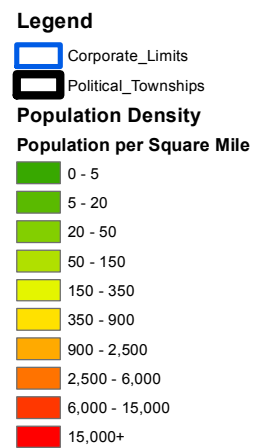 Legend
Corporate_Limits
Political_Townships
Population Density
Population per Square Mile
0 - 5
5 - 20
20 - 50
50 - 150
150 - 350
350 - 900
900 - 2,500
2,500 - 6,000
6,000 - 15,000
15,000+